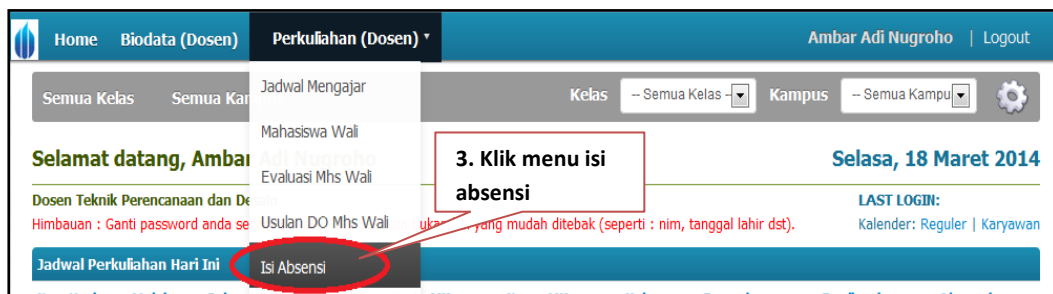 Home Biodata (Dosen) Perkuliahan (Dosen) Ambar Adi Nugroho | Logout
Semua Kelas Semua Kam Kelas -- Semua Kelas - Kampus -- Semua Kampu
Jadwal Mengajar
Mahasiswa Wali
Selamat datang, Ambar Adi Nugroho Selasa, 18 Maret 2014
3. Klik menu isi
absensi
Evaluasi Mhs Wali
Dosen Teknik Perencanaan dan De LAST LOGIN:
Usulan DO Mhs Wali
Himbauan : Ganti password anda se yang mudah ditebak (seperti : nim, tanggal lahir dst). Kalender: Reguler | Karyawan
Jadwal Perkuliahan Hari Ini
Isi Absensi